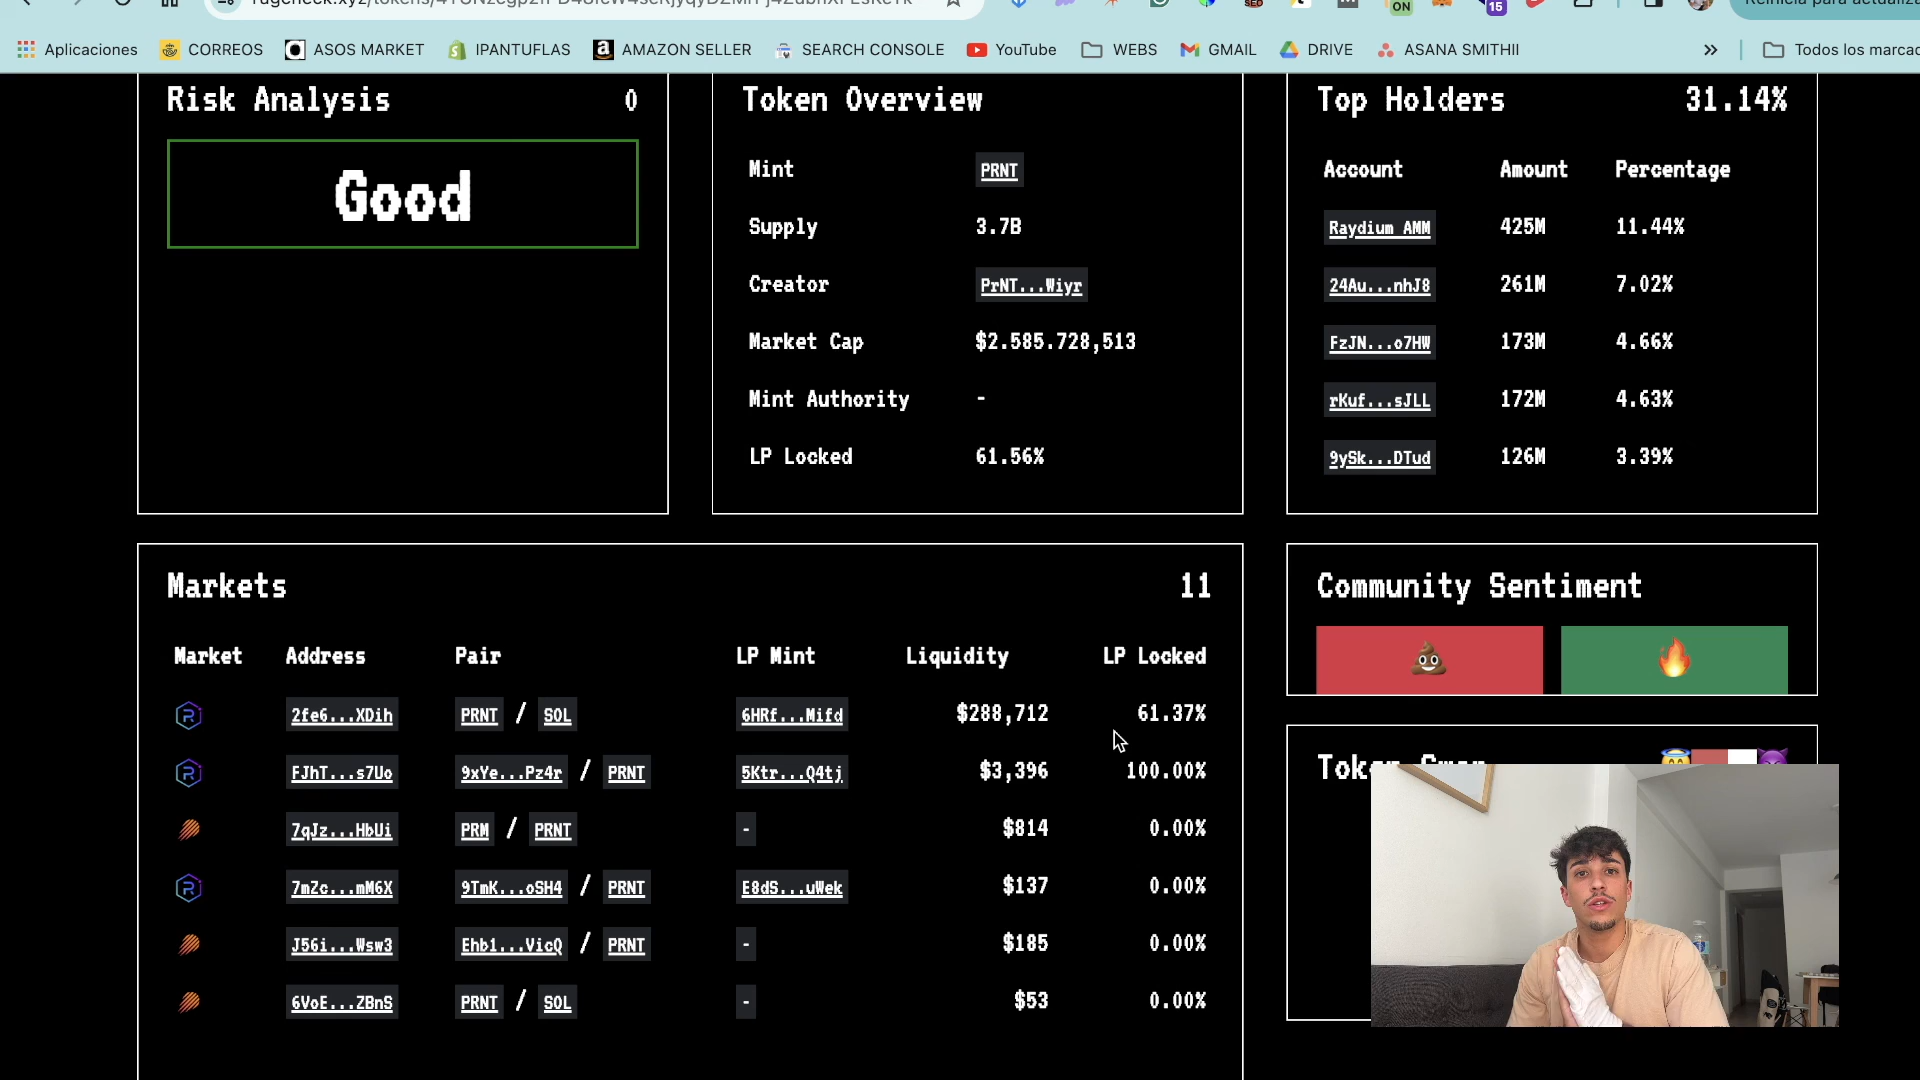 ON
15
Reinicia para actualiza
Aplicaciones
CORREOS
ASOS MARKET
IPANTUFLAS
AMAZON SELLER
SEARCH CONSOLE
YouTube
WEBS
GMAIL
DRIVE
ASANA SMITHII
Todos los marcad
Risk Analysis 0
Good
Token Overview
Mint PRNT
Supply 3.7B
Creator PrNT...Wiyr
Market Cap $2.585.728,513
Mint Authority -
LP Locked 61.56%
Top Holders 31.14%
Account Amount Percentage
Raydium AMM 425M 11.44%
24Au...nhJ8 261M 7.02%
FzJN...o7HW 173M 4.66%
rKuf...sJLL 172M 4.63%
9ySk...DTud 126M 3.39%
Markets 11
Market Address Pair LP Mint Liquidity LP Locked
2fe6...XDih PRNT / SOL 6HRf...Mifd $288,712 61.37%
FJhT...s7Uo 9xYe...Pz4r / PRNT 5Ktr...Q4tj $3,396 100.00%
7qJz...HbUi PRM / PRNT - $814 0.00%
7mZc...mM6X 9TmK...oSH4 / PRNT E8dS...uWek $137 0.00%
J56i...Wsw3 Ehb1...VicQ / PRNT - $185 0.00%
6VoE...ZBnS PRNT / SOL - $53 0.00%
Community Sentiment